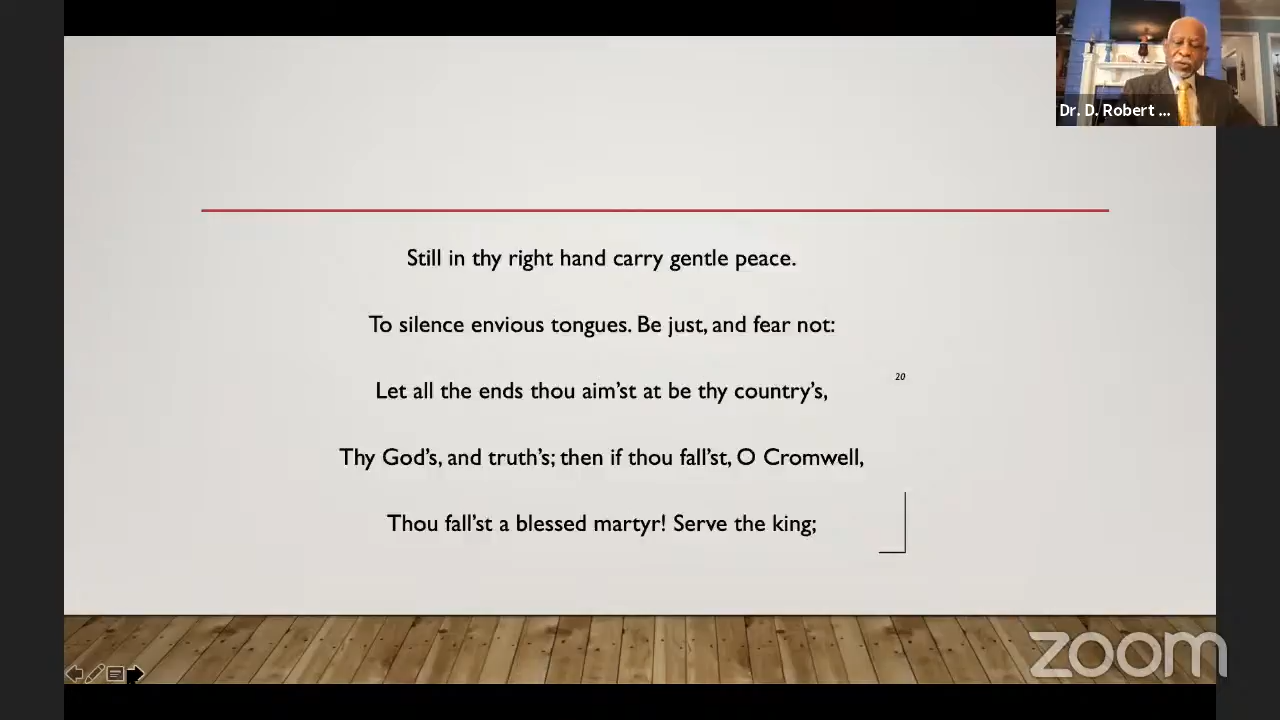 Dr. D. Robert ...
Still in thy right hand carry gentle peace.
To silence envious tongues. Be just, and fear not:
Let all the ends thou aim’st at be thy country’s,
20
Thy God’s, and truth’s; then if thou fall’st, O Cromwell,
Thou fall’st a blessed martyr! Serve the king;
zoom